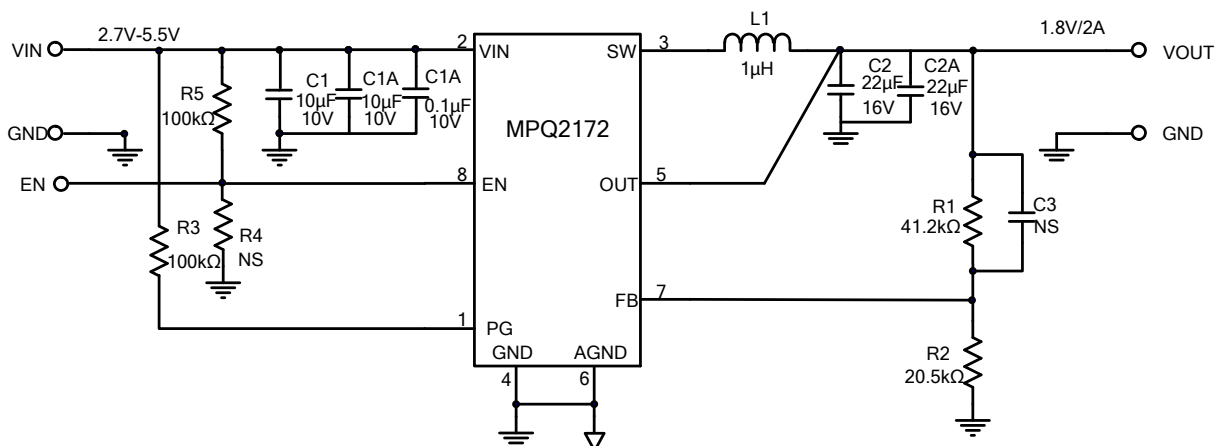 VIN
2.7V-5.5V
GND
EN
R5
100kΩ
R3
100kΩ
R4
NS
C1
10µF
10V
C1A
10µF
10V
C1A
0.1µF
10V
MPQ2172
2
VIN
8
EN
1
PG
GND
4
AGND
6
SW
3
OUT
5
FB
7
L1
1µH
C2
22µF
16V
C2A
22µF
16V
1.8V/2A
VOUT
GND
R1
41.2kΩ
C3
NS
R2
20.5kΩ